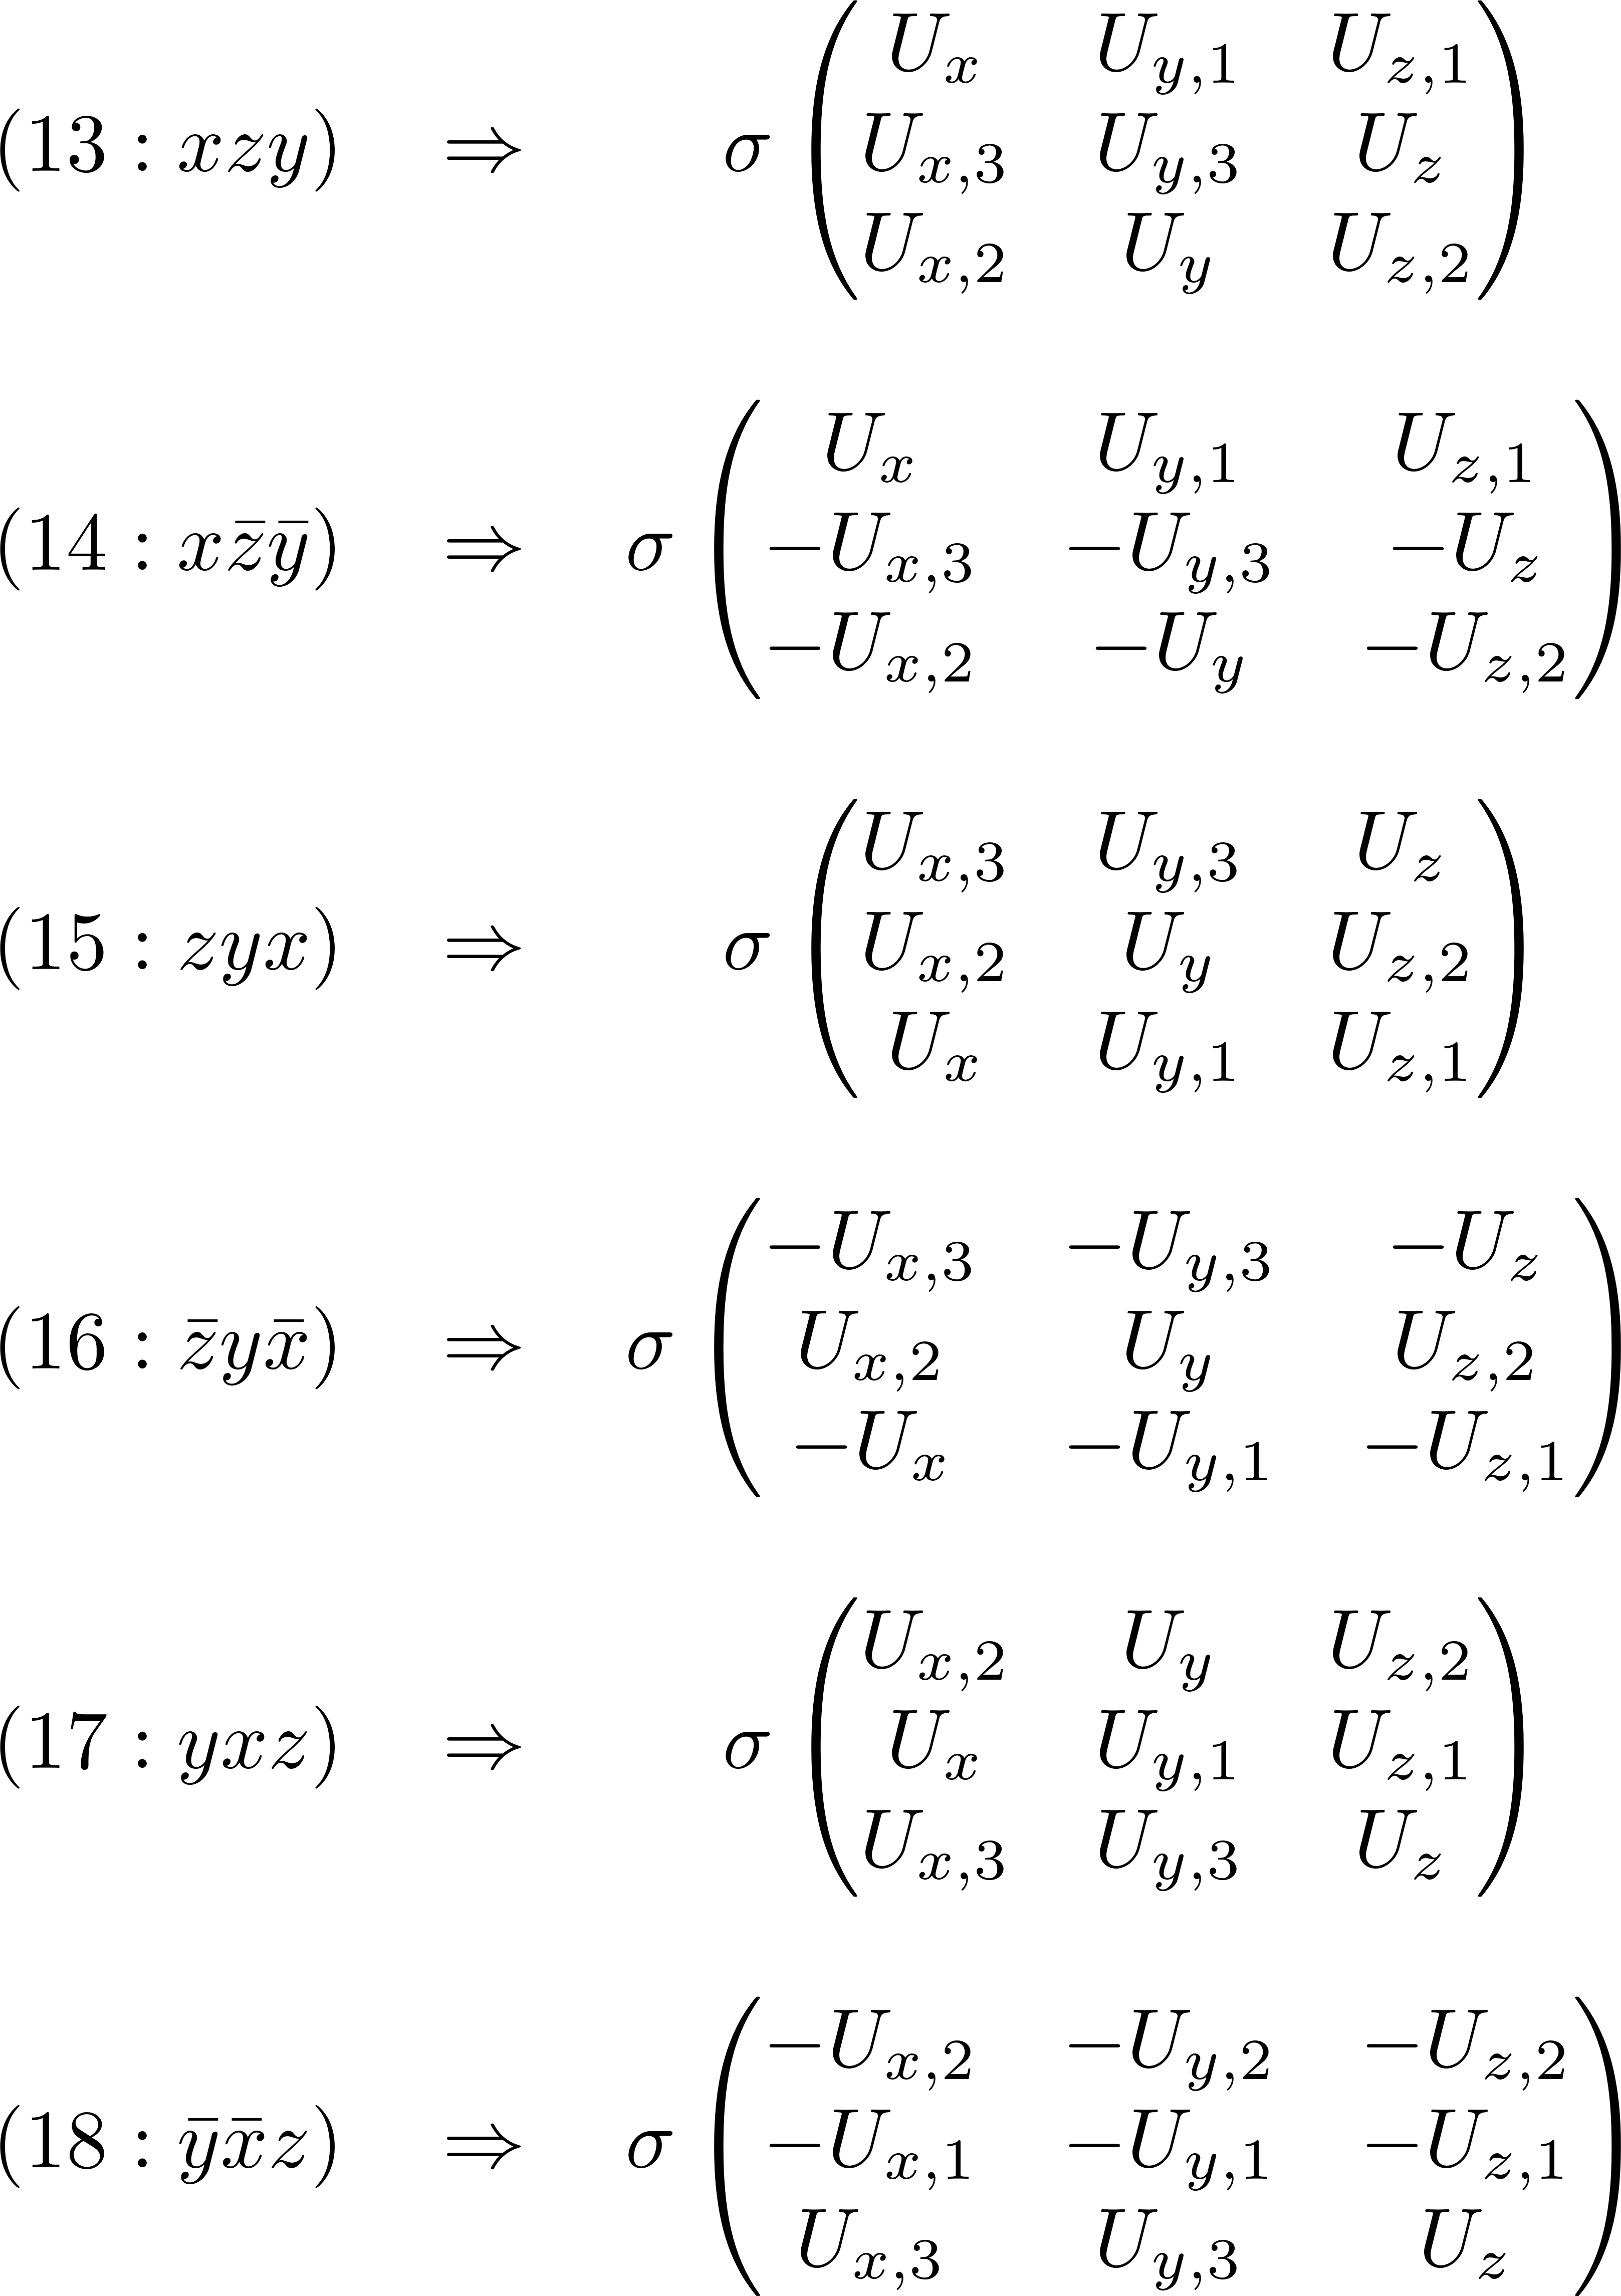 (13 : xzy) ⇒ σ ( U_x U_{y,1} U_{z,1}
U_{x,3} U_{y,3} U_z
U_{x,2} U_y U_{z,2} )
(14 : xz̄ȳ) ⇒ σ ( U_x U_{y,1} U_{z,1}
−U_{x,3} −U_{y,3} −U_z
−U_{x,2} −U_y −U_{z,2} )
(15 : zyx) ⇒ σ ( U_{x,3} U_{y,3} U_z
U_{x,2} U_y U_{z,2}
U_x U_{y,1} U_{z,1} )
(16 : z̄yx̄) ⇒ σ ( −U_{x,3} −U_{y,3} −U_z
U_{x,2} U_y U_{z,2}
−U_x −U_{y,1} −U_{z,1} )
(17 : yxz) ⇒ σ ( U_{x,2} U_y U_{z,2}
U_x U_{y,1} U_{z,1}
U_{x,3} U_{y,3} U_z )
(18 : ȳx̄z) ⇒ σ ( −U_{x,2} −U_{y,2} −U_{z,2}
−U_{x,1} −U_{y,1} −U_{z,1}
U_{x,3} U_{y,3} U_z )